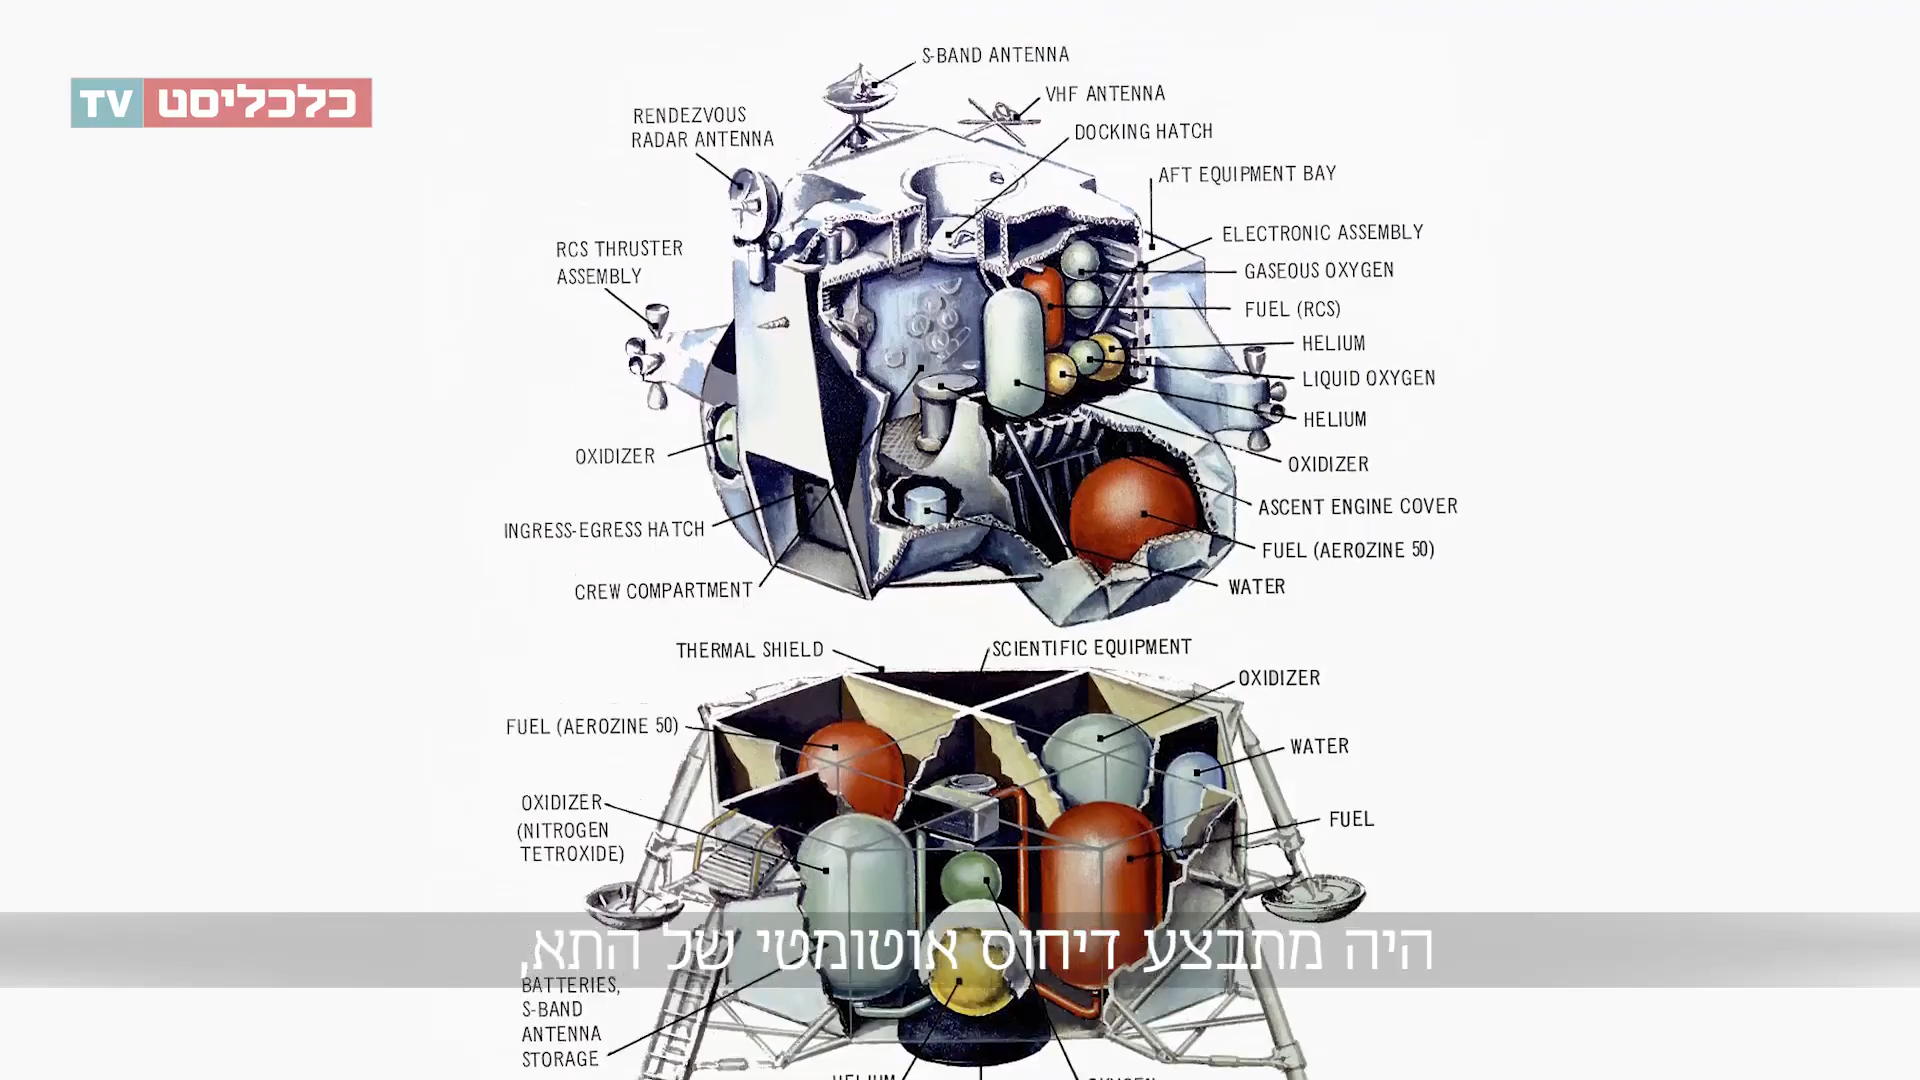 TV כלכליסט
S-BAND ANTENNA
VHF ANTENNA
RENDEZVOUS
RADAR ANTENNA
DOCKING HATCH
AFT EQUIPMENT BAY
ELECTRONIC ASSEMBLY
RCS THRUSTER
ASSEMBLY
GASEOUS OXYGEN
FUEL (RCS)
HELIUM
LIQUID OXYGEN
HELIUM
OXIDIZER
OXIDIZER
ASCENT ENGINE COVER
INGRESS-EGRESS HATCH
FUEL (AEROZINE 50)
CREW COMPARTMENT
WATER
THERMAL SHIELD
SCIENTIFIC EQUIPMENT
OXIDIZER
FUEL (AEROZINE 50)
WATER
OXIDIZER
(NITROGEN
TETROXIDE)
FUEL
היה מתבצע דיחוס אוטומטי של התא,
BATTERIES,
S-BAND
ANTENNA
STORAGE
HELIUM
OXYGEN